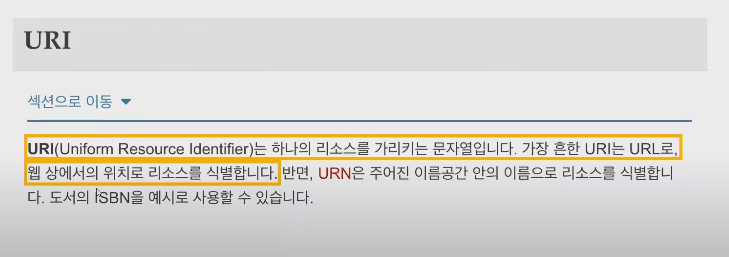 URI
섹션으로 이동
URI(Uniform Resource Identifier)는 하나의 리소스를 가리키는 문자열입니다. 가장 흔한 URI는 URL로,
웹 상에서의 위치로 리소스를 식별합니다. 반면, URN은 주어진 이름공간 안의 이름으로 리소스를 식별합니
다. 도서의 ISBN을 예시로 사용할 수 있습니다.